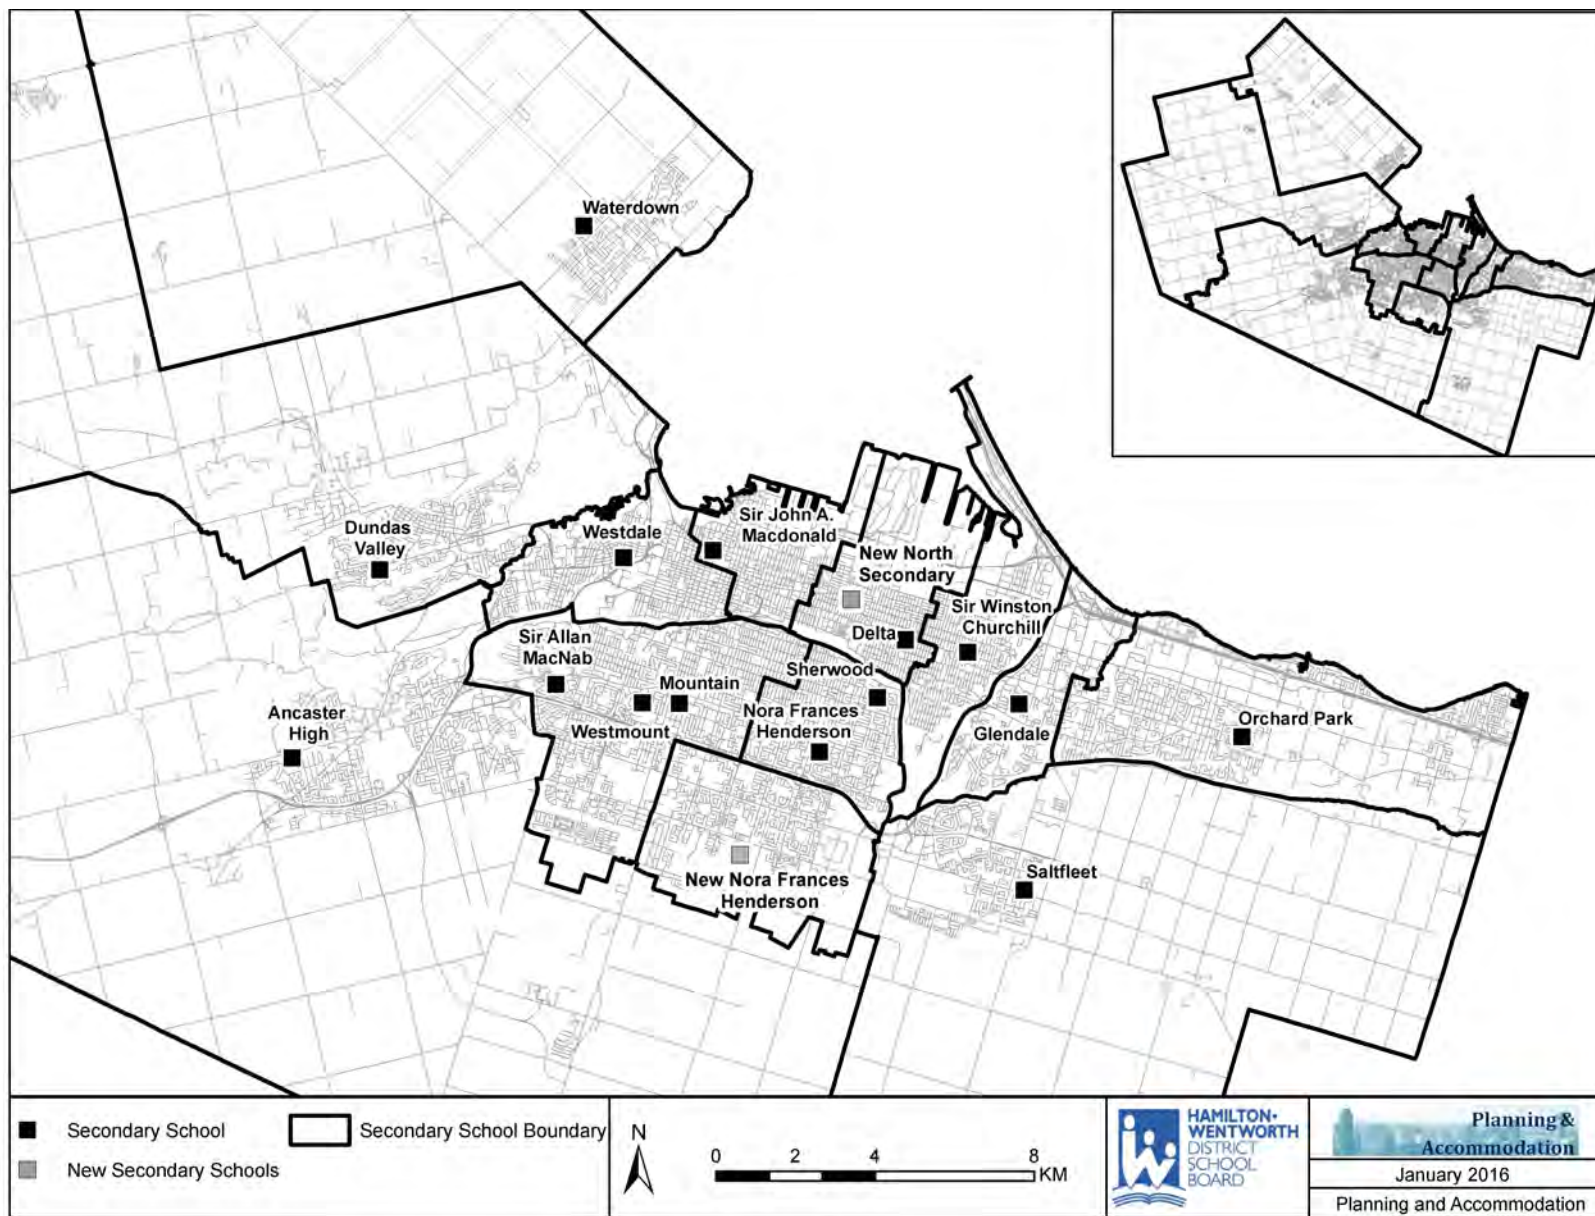 Waterdown
Dundas
Valley
Westdale
Sir John A.
Macdonald
New North
Secondary
Sir Winston
Churchill
Delta
Sir Allan
MacNab
Sherwood
Mountain
Nora Frances
Henderson
Westmount
Ancaster
High
Glendale
Orchard Park
New Nora Frances
Henderson
Saltfleet
Secondary School
Secondary School Boundary
New Secondary Schools
N
0 2 4 8
KM
HAMILTON-
WENTWORTH
DISTRICT
SCHOOL
BOARD
Planning &
Accommodation
January 2016
Planning and Accommodation